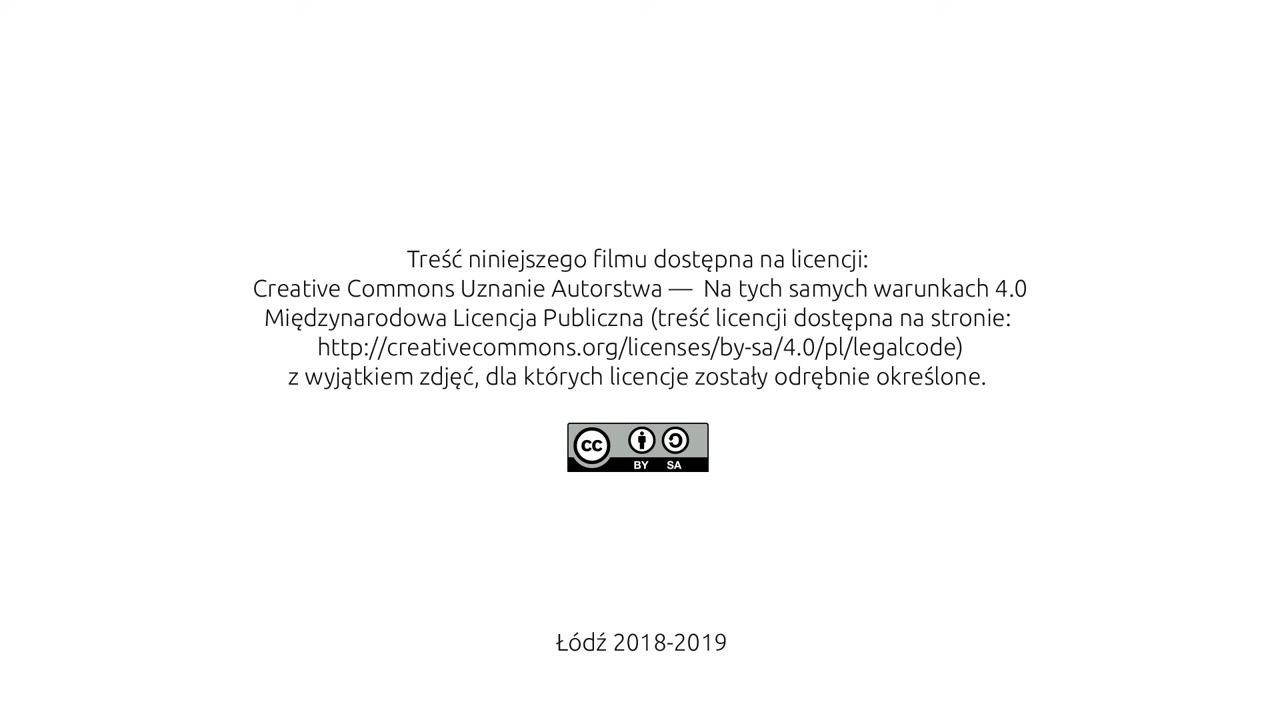 Treść niniejszego filmu dostępna na licencji:
Creative Commons Uznanie Autorstwa — Na tych samych warunkach 4.0
Międzynarodowa Licencja Publiczna (treść licencji dostępna na stronie:
http://creativecommons.org/licenses/by-sa/4.0/pl/legalcode)
z wyjątkiem zdjęć, dla których licencje zostały odrębnie określone.
cc
BY SA
Łódź 2018-2019